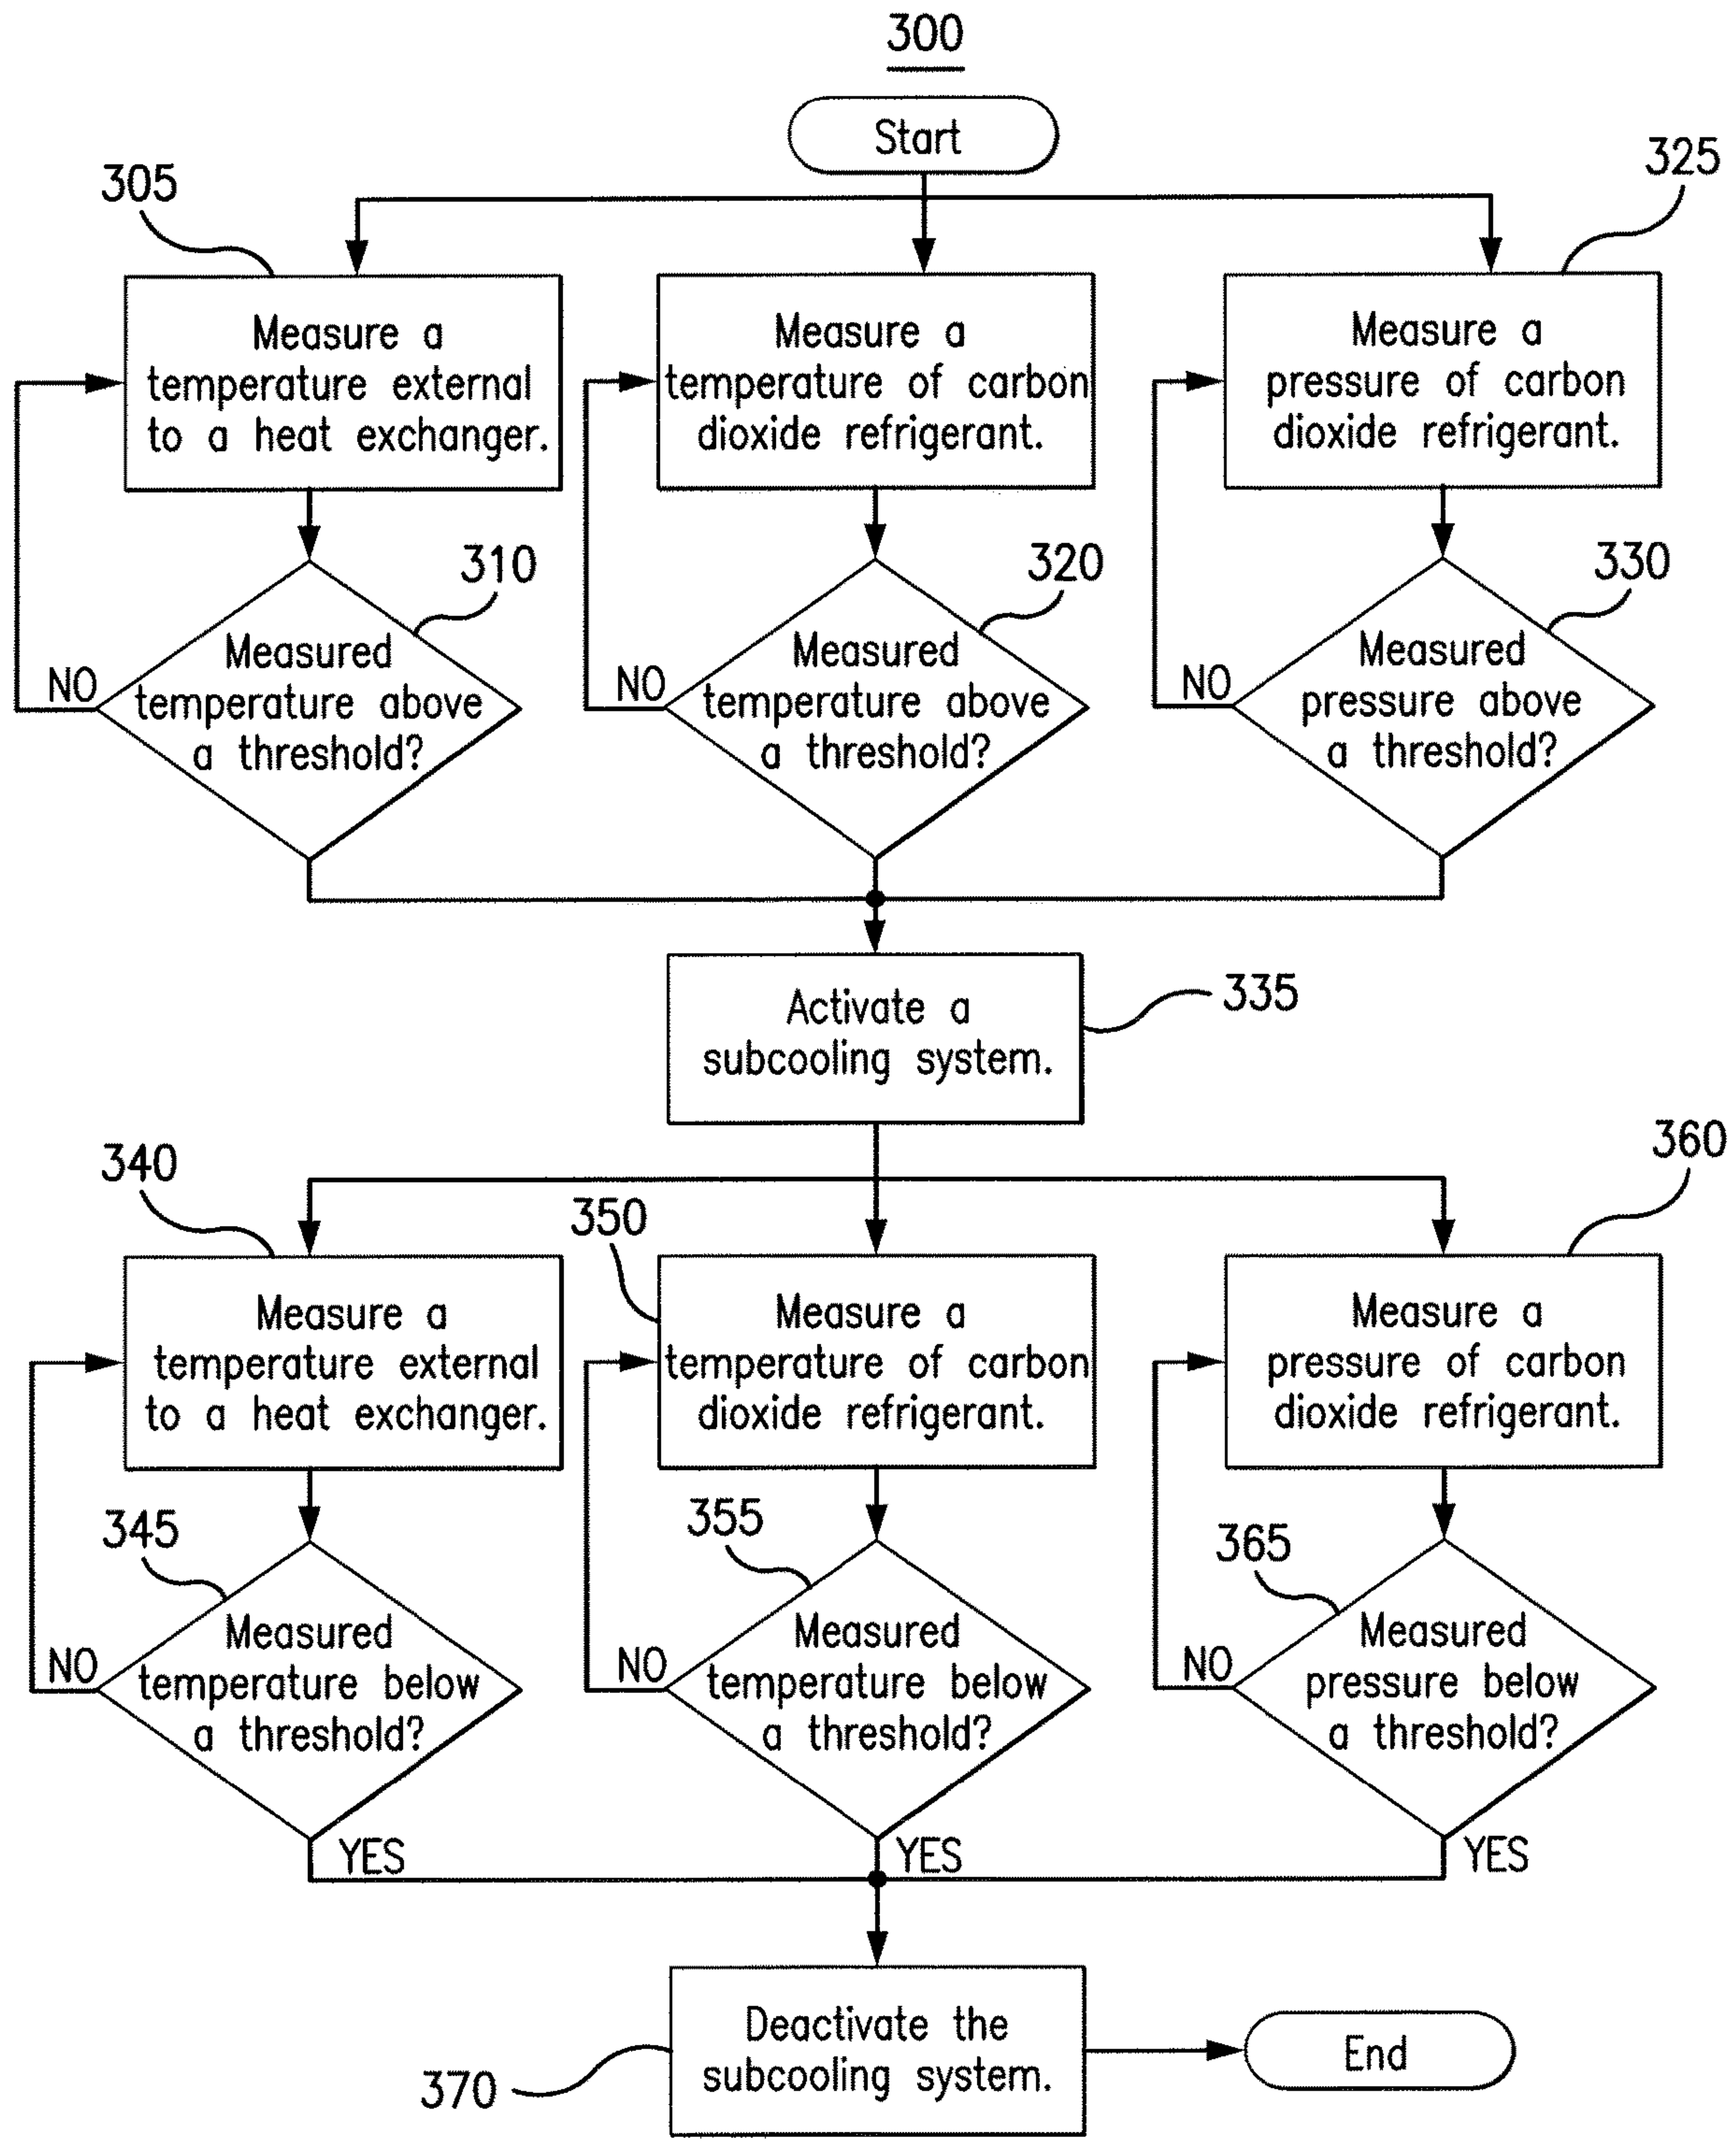 300
Start
305
325
Measure a
temperature external
to a heat exchanger.
Measure a
temperature of carbon
dioxide refrigerant.
Measure a
pressure of carbon
dioxide refrigerant.
310
320
330
NO
Measured
temperature above
a threshold?
NO
Measured
temperature above
a threshold?
NO
Measured
pressure above
a threshold?
Activate a
subcooling system.
335
340
350
360
Measure a
temperature external
to a heat exchanger.
Measure a
temperature of carbon
dioxide refrigerant.
Measure a
pressure of carbon
dioxide refrigerant.
345
355
365
NO
Measured
temperature below
a threshold?
NO
Measured
temperature below
a threshold?
NO
Measured
pressure below
a threshold?
YES
YES
YES
Deactivate the
subcooling system.
370
End